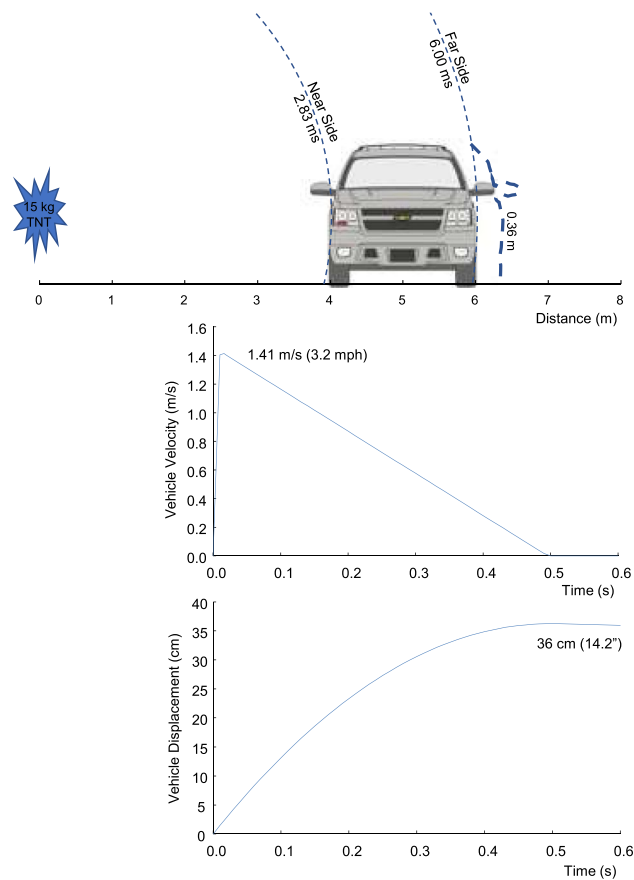 Near Side
2.83 ms
Far Side
6.00 ms
15 kg
TNT
0.36 m
0 1 2 3 4 5 6 7 8
Distance (m)
1.6
1.4
1.2
1.0
0.8
0.6
0.4
0.2
0.0
Vehicle Velocity (m/s)
1.41 m/s (3.2 mph)
0.0 0.1 0.2 0.3 0.4 0.5 0.6
Time (s)
40
35
30
25
20
15
10
5
0
Vehicle Displacement (cm)
36 cm (14.2”)
0.0 0.1 0.2 0.3 0.4 0.5 0.6
Time (s)